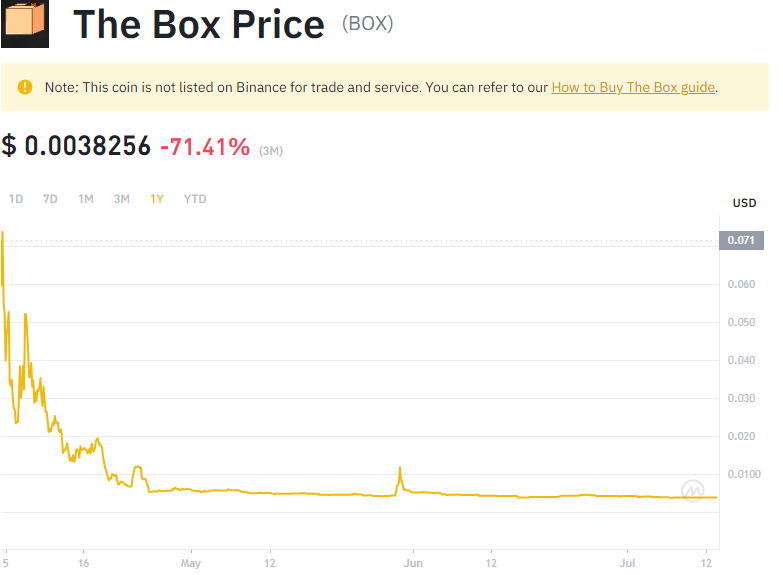 The Box Price (BOX)
Note: This coin is not listed on Binance for trade and service. You can refer to our How to Buy The Box guide.
$ 0.0038256 -71.41% (3M)
1D 7D 1M 3M 1Y YTD
USD
0.071
0.060
0.050
0.040
0.030
0.020
0.0100
5 16 May 12 Jun 12 Jul 12